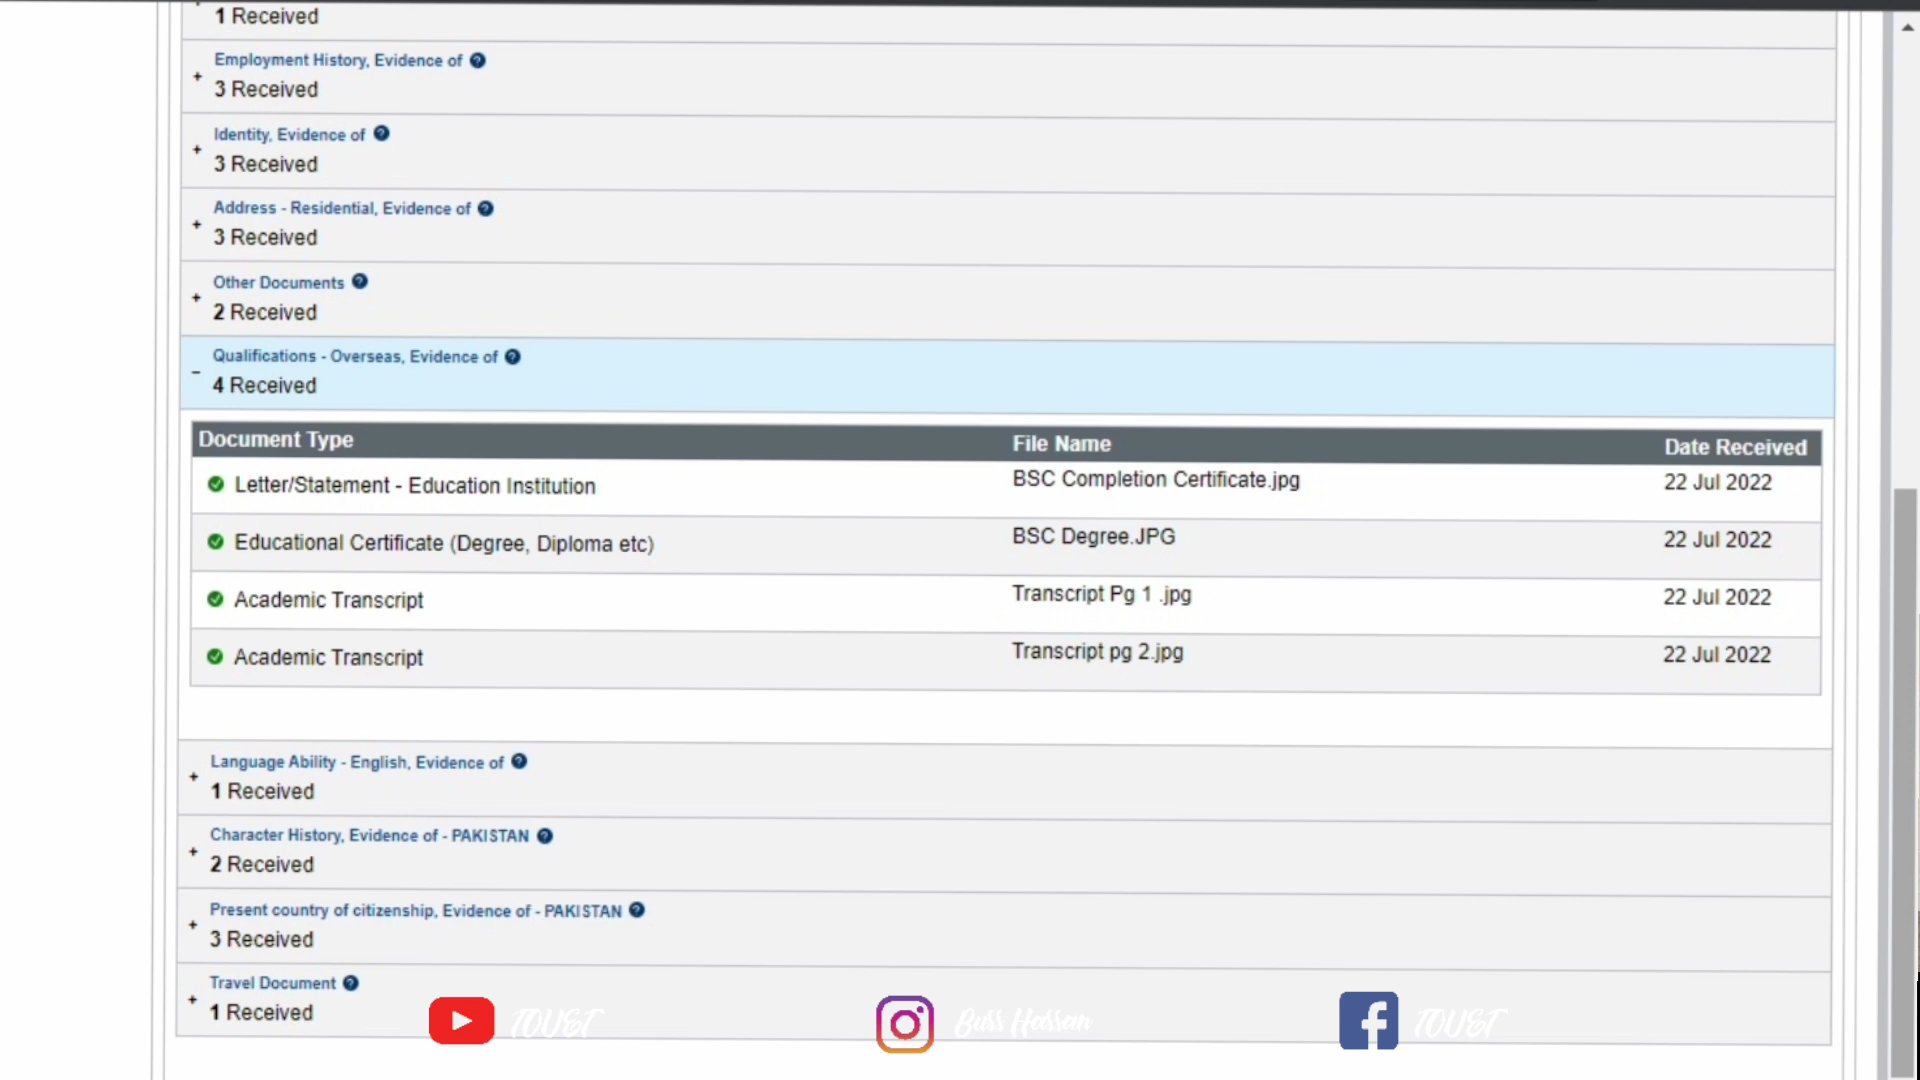 1 Received
Employment History, Evidence of
3 Received
Identity, Evidence of
3 Received
Address - Residential, Evidence of
3 Received
Other Documents
2 Received
Qualifications - Overseas, Evidence of
4 Received
Document Type File Name Date Received
Letter/Statement - Education Institution BSC Completion Certificate.jpg 22 Jul 2022
Educational Certificate (Degree, Diploma etc) BSC Degree.JPG 22 Jul 2022
Academic Transcript Transcript Pg 1 .jpg 22 Jul 2022
Academic Transcript Transcript pg 2.jpg 22 Jul 2022
Language Ability - English, Evidence of
1 Received
Character History, Evidence of - PAKISTAN
2 Received
Present country of citizenship, Evidence of - PAKISTAN
3 Received
Travel Document
1 Received
Hassan